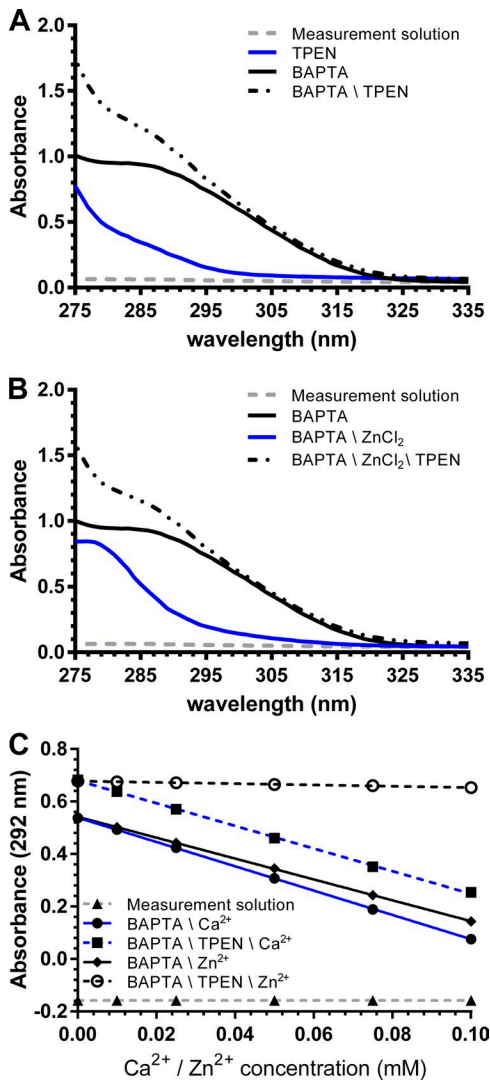 A
2.0
1.5
1.0
0.5
0.0
Absorbance
Measurement solution
TPEN
BAPTA
BAPTA \ TPEN
275 285 295 305 315 325 335
wavelength (nm)
B
2.0
1.5
1.0
0.5
0.0
Absorbance
Measurement solution
BAPTA
BAPTA \ ZnCl₂
BAPTA \ ZnCl₂\ TPEN
275 285 295 305 315 325 335
wavelength (nm)
C
0.8
0.6
0.4
0.2
0.0
-0.2
Absorbance (292 nm)
Measurement solution
BAPTA \ Ca²⁺
BAPTA \ TPEN \ Ca²⁺
BAPTA \ Zn²⁺
BAPTA \ TPEN \ Zn²⁺
0.00 0.02 0.04 0.06 0.08 0.10
Ca²⁺ / Zn²⁺ concentration (mM)